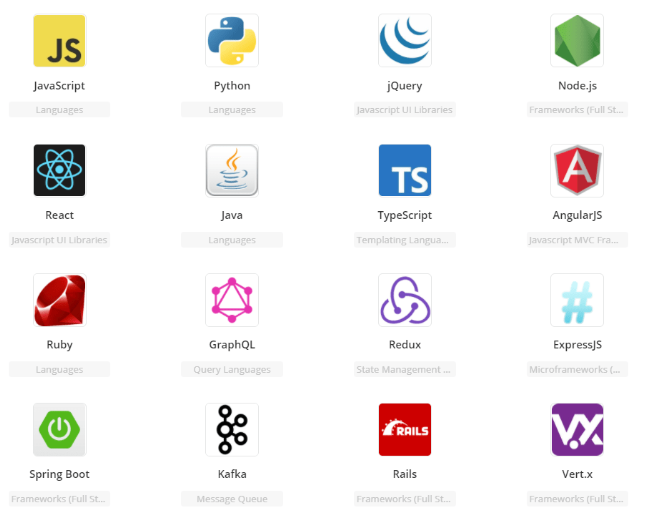 JS
JavaScript
Python
jQuery
Node.js
Languages
Languages
Javascript UI Libraries
Frameworks (Full St...
TS
A
React
Java
TypeScript
AngularJS
Javascript UI Libraries
Languages
Templating Langua...
Javascript MVC Fra...
#
Ruby
GraphQL
Redux
ExpressJS
Languages
Query Languages
State Management ...
Microframeworks (...
RAILS
VX
Spring Boot
Kafka
Rails
Vert.x
Frameworks (Full St...
Message Queue
Frameworks (Full St...
Frameworks (Full St...